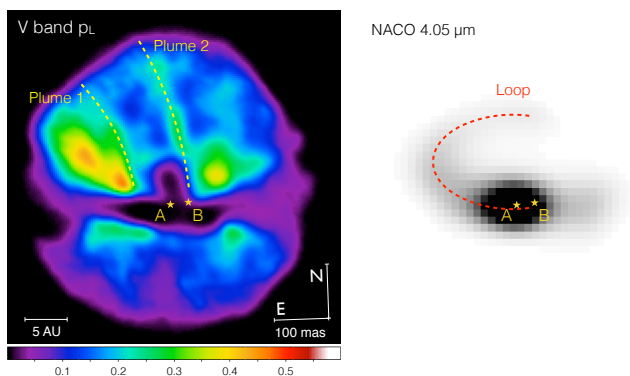 V band pL
Plume 2
Plume 1
A
B
N
E
5 AU
100 mas
0.1
0.2
0.3
0.4
0.5
NACO 4.05 µm
Loop
A
B